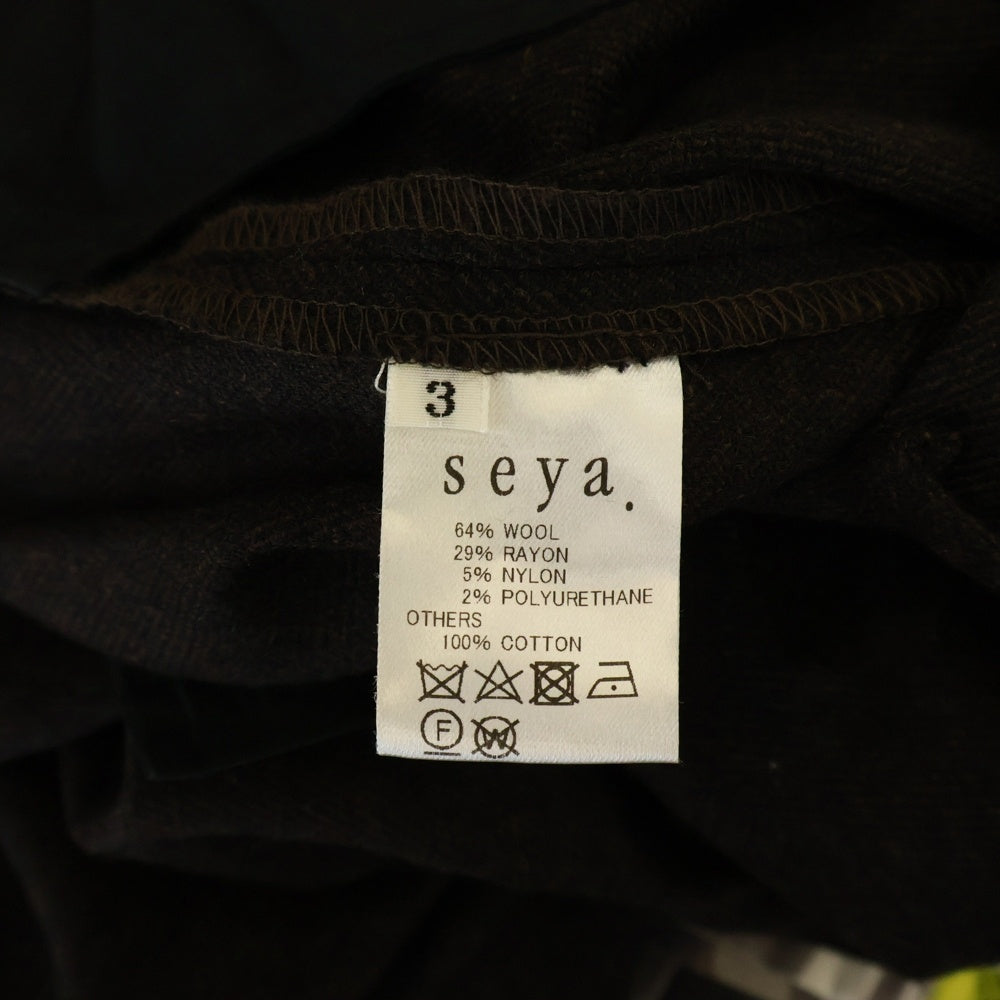 3
seya.
64% WOOL
29% RAYON
5% NYLON
2% POLYURETHANE
OTHERS
100% COTTON
F W